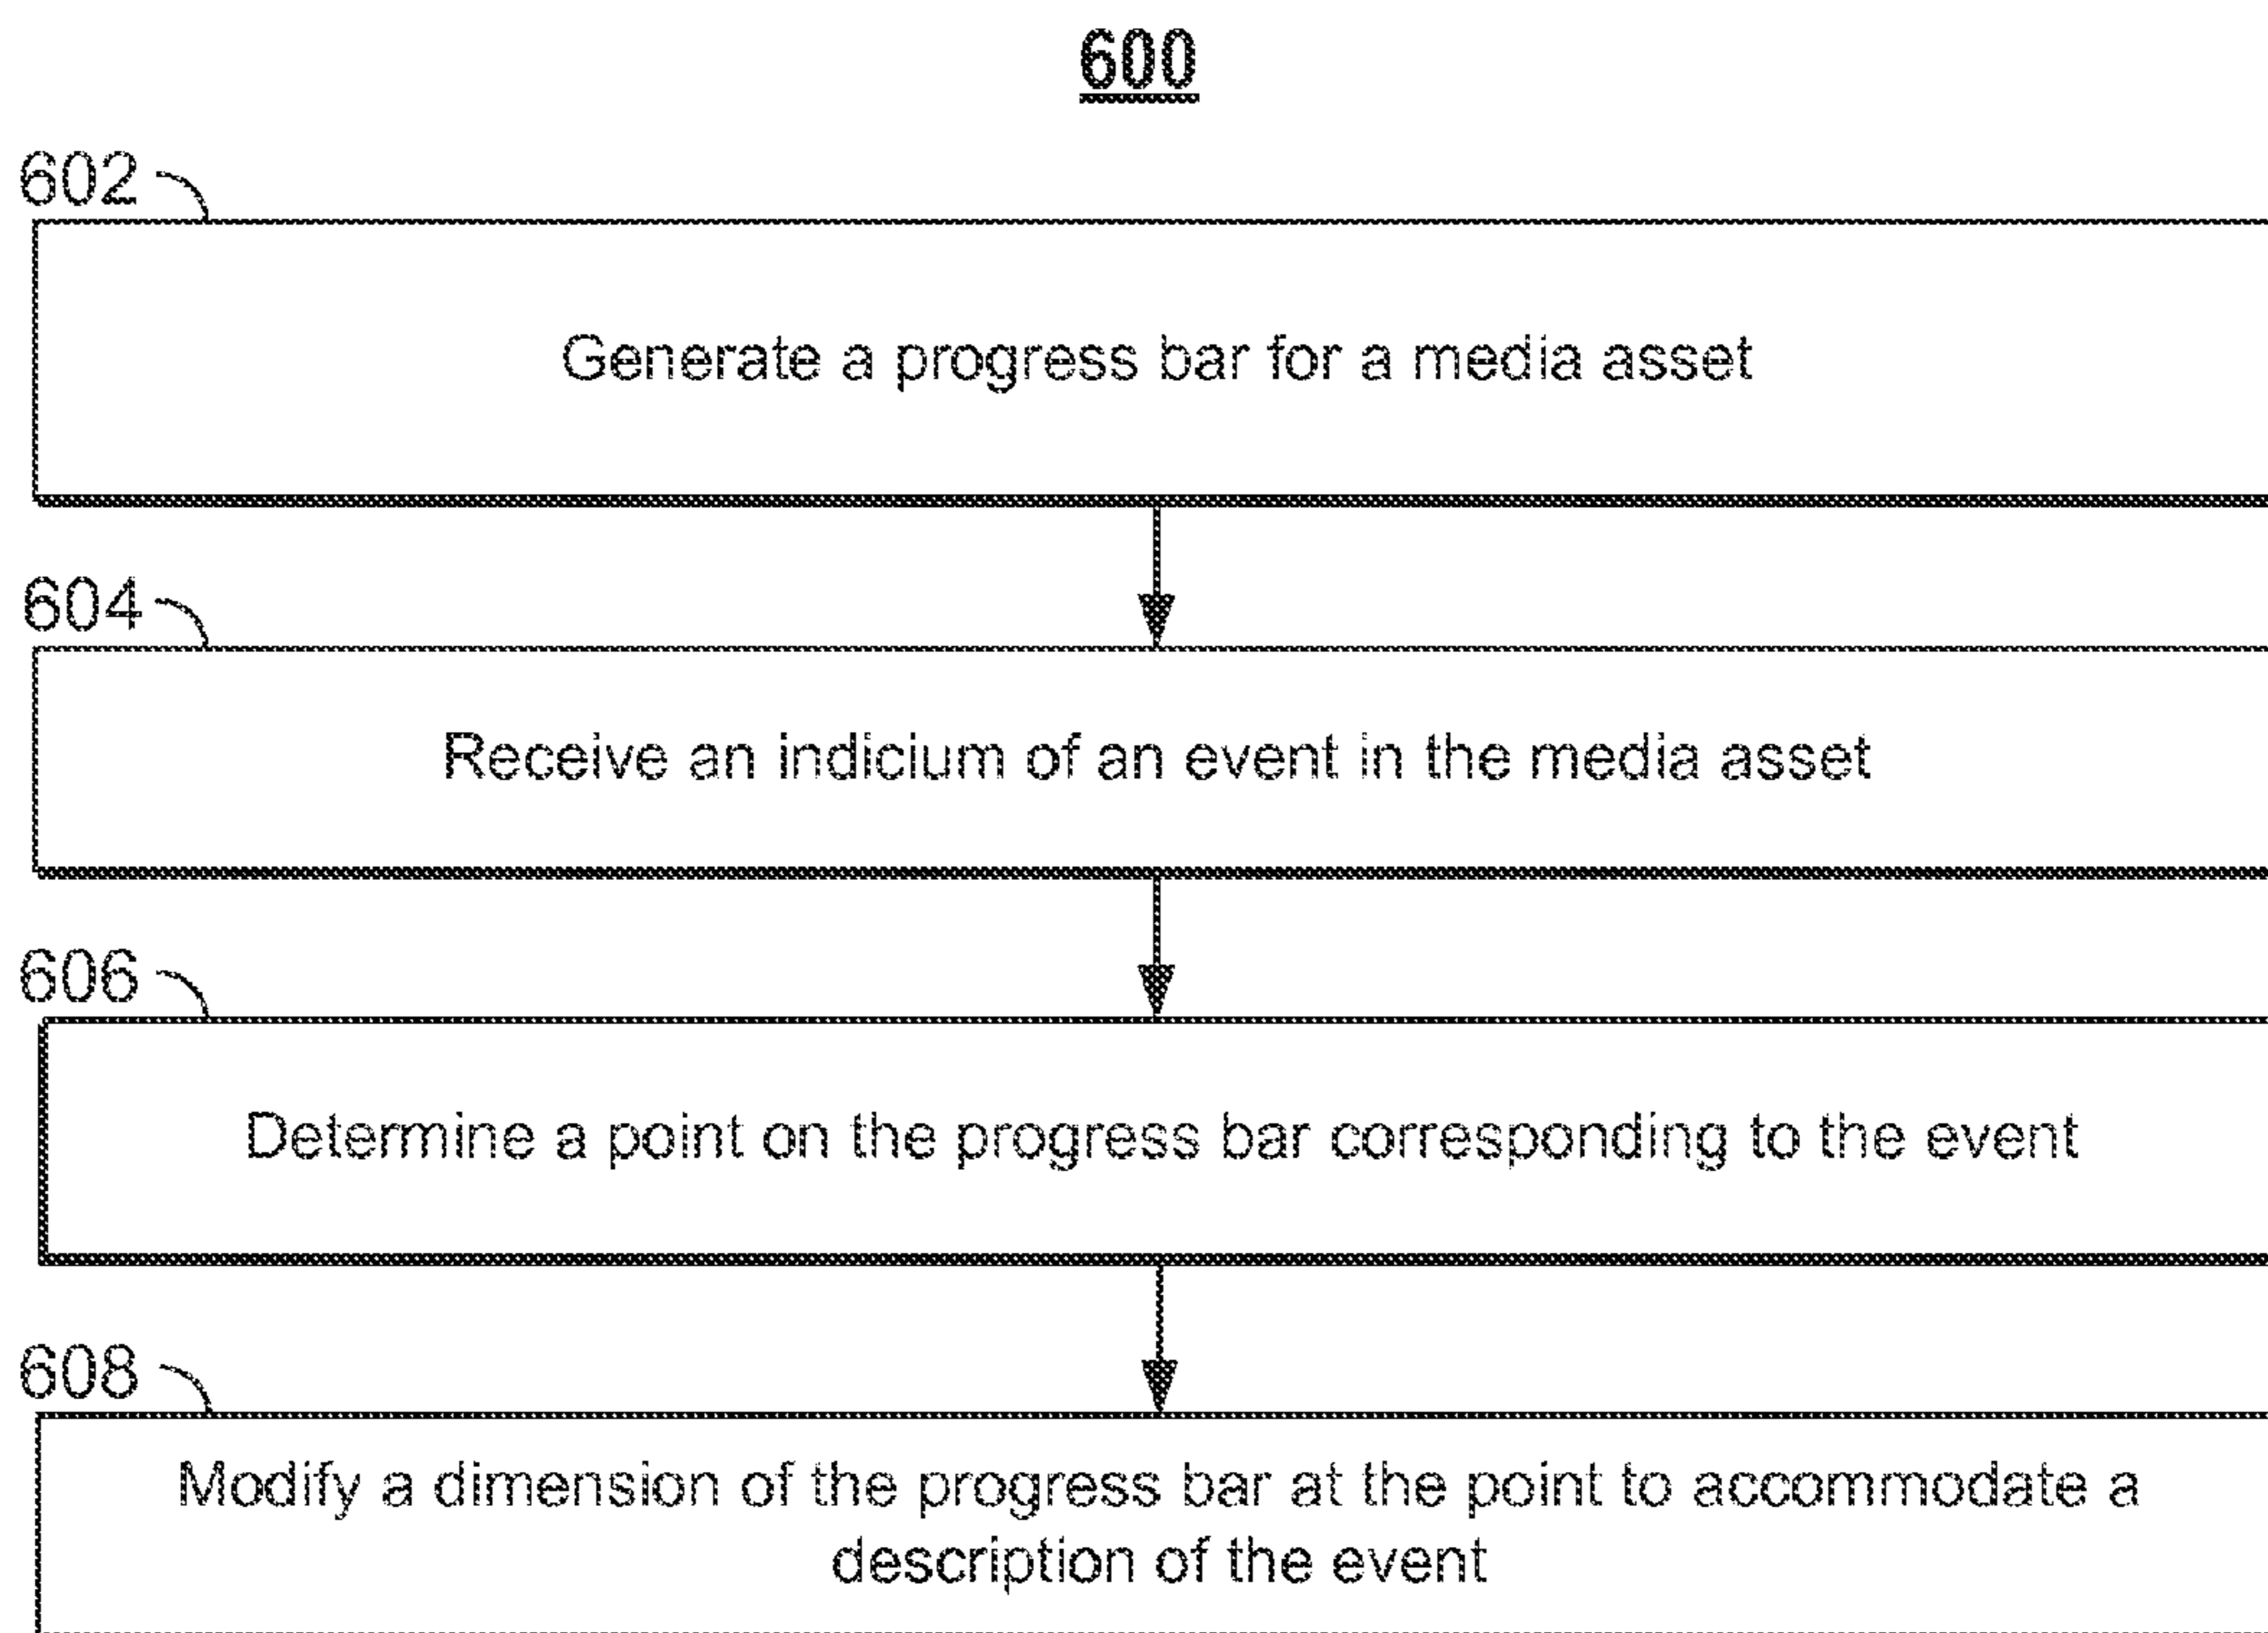 600
602
Generate a progress bar for a media asset
604
Receive an indicium of an event in the media asset
606
Determine a point on the progress bar corresponding to the event
608
Modify a dimension of the progress bar at the point to accommodate a
description of the event